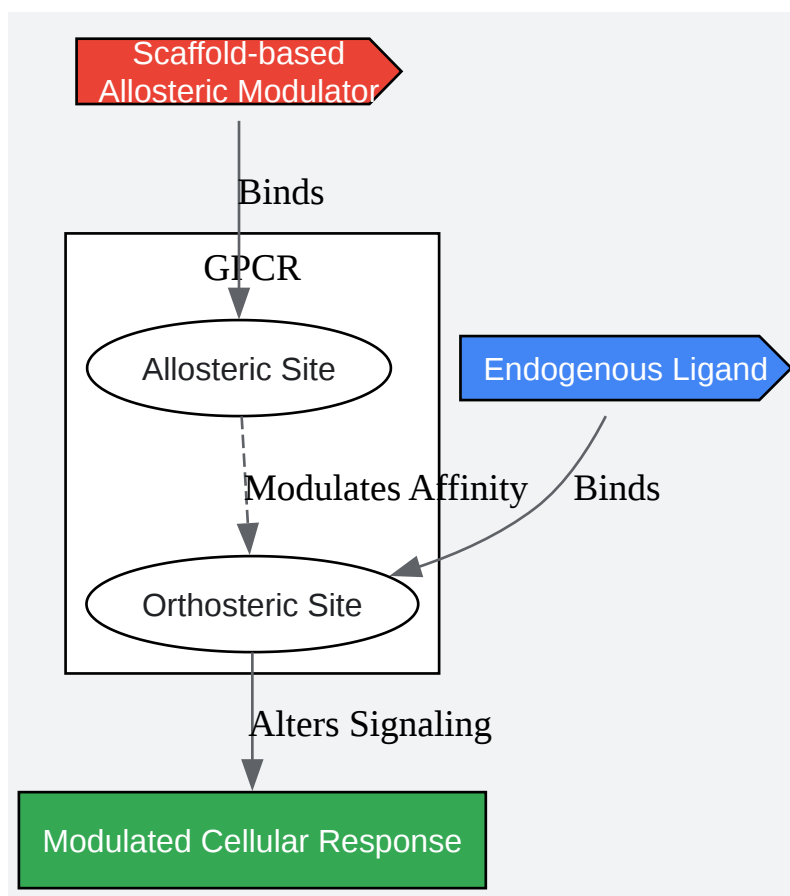 Scaffold-based
Allosteric Modulator
Binds
GPCR
Allosteric Site
Endogenous Ligand
Modulates Affinity
Binds
Orthosteric Site
Alters Signaling
Modulated Cellular Response